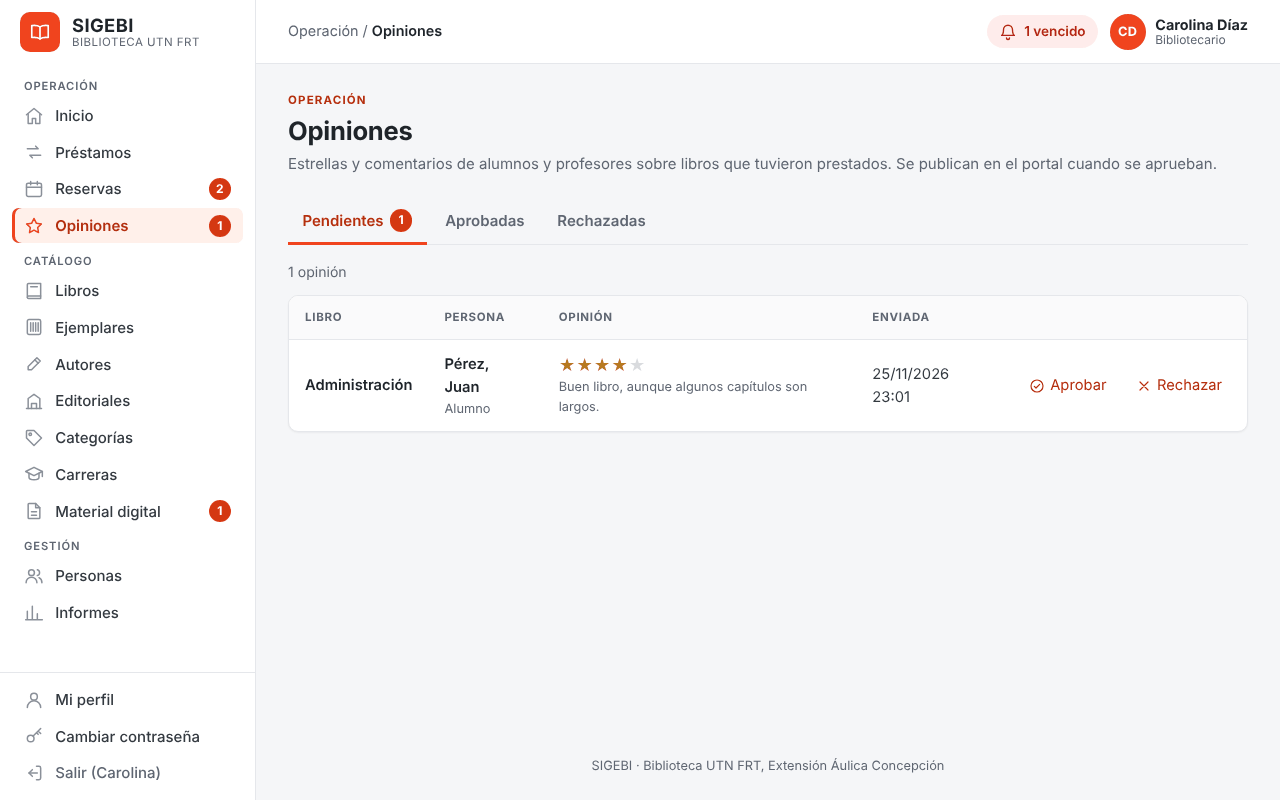 SIGEBI
BIBLIOTECA UTN FRT
OPERACIÓN
Inicio
Préstamos
Reservas 2
Opiniones 1
CATÁLOGO
Libros
Ejemplares
Autores
Editoriales
Categorías
Carreras
Material digital 1
GESTIÓN
Personas
Informes
Mi perfil
Cambiar contraseña
Salir (Carolina)
Operación / Opiniones
1 vencido
CD
Carolina Díaz
Bibliotecario
OPERACIÓN
Opiniones
Estrellas y comentarios de alumnos y profesores sobre libros que tuvieron prestados. Se publican en el portal cuando se aprueban.
Pendientes 1 Aprobadas Rechazadas
1 opinión
LIBRO PERSONA OPINIÓN ENVIADA
Administración
Pérez,
Juan
Alumno
★★★★★
Buen libro, aunque algunos capítulos son
largos.
25/11/2026
23:01
Aprobar
Rechazar
SIGEBI · Biblioteca UTN FRT, Extensión Áulica Concepción